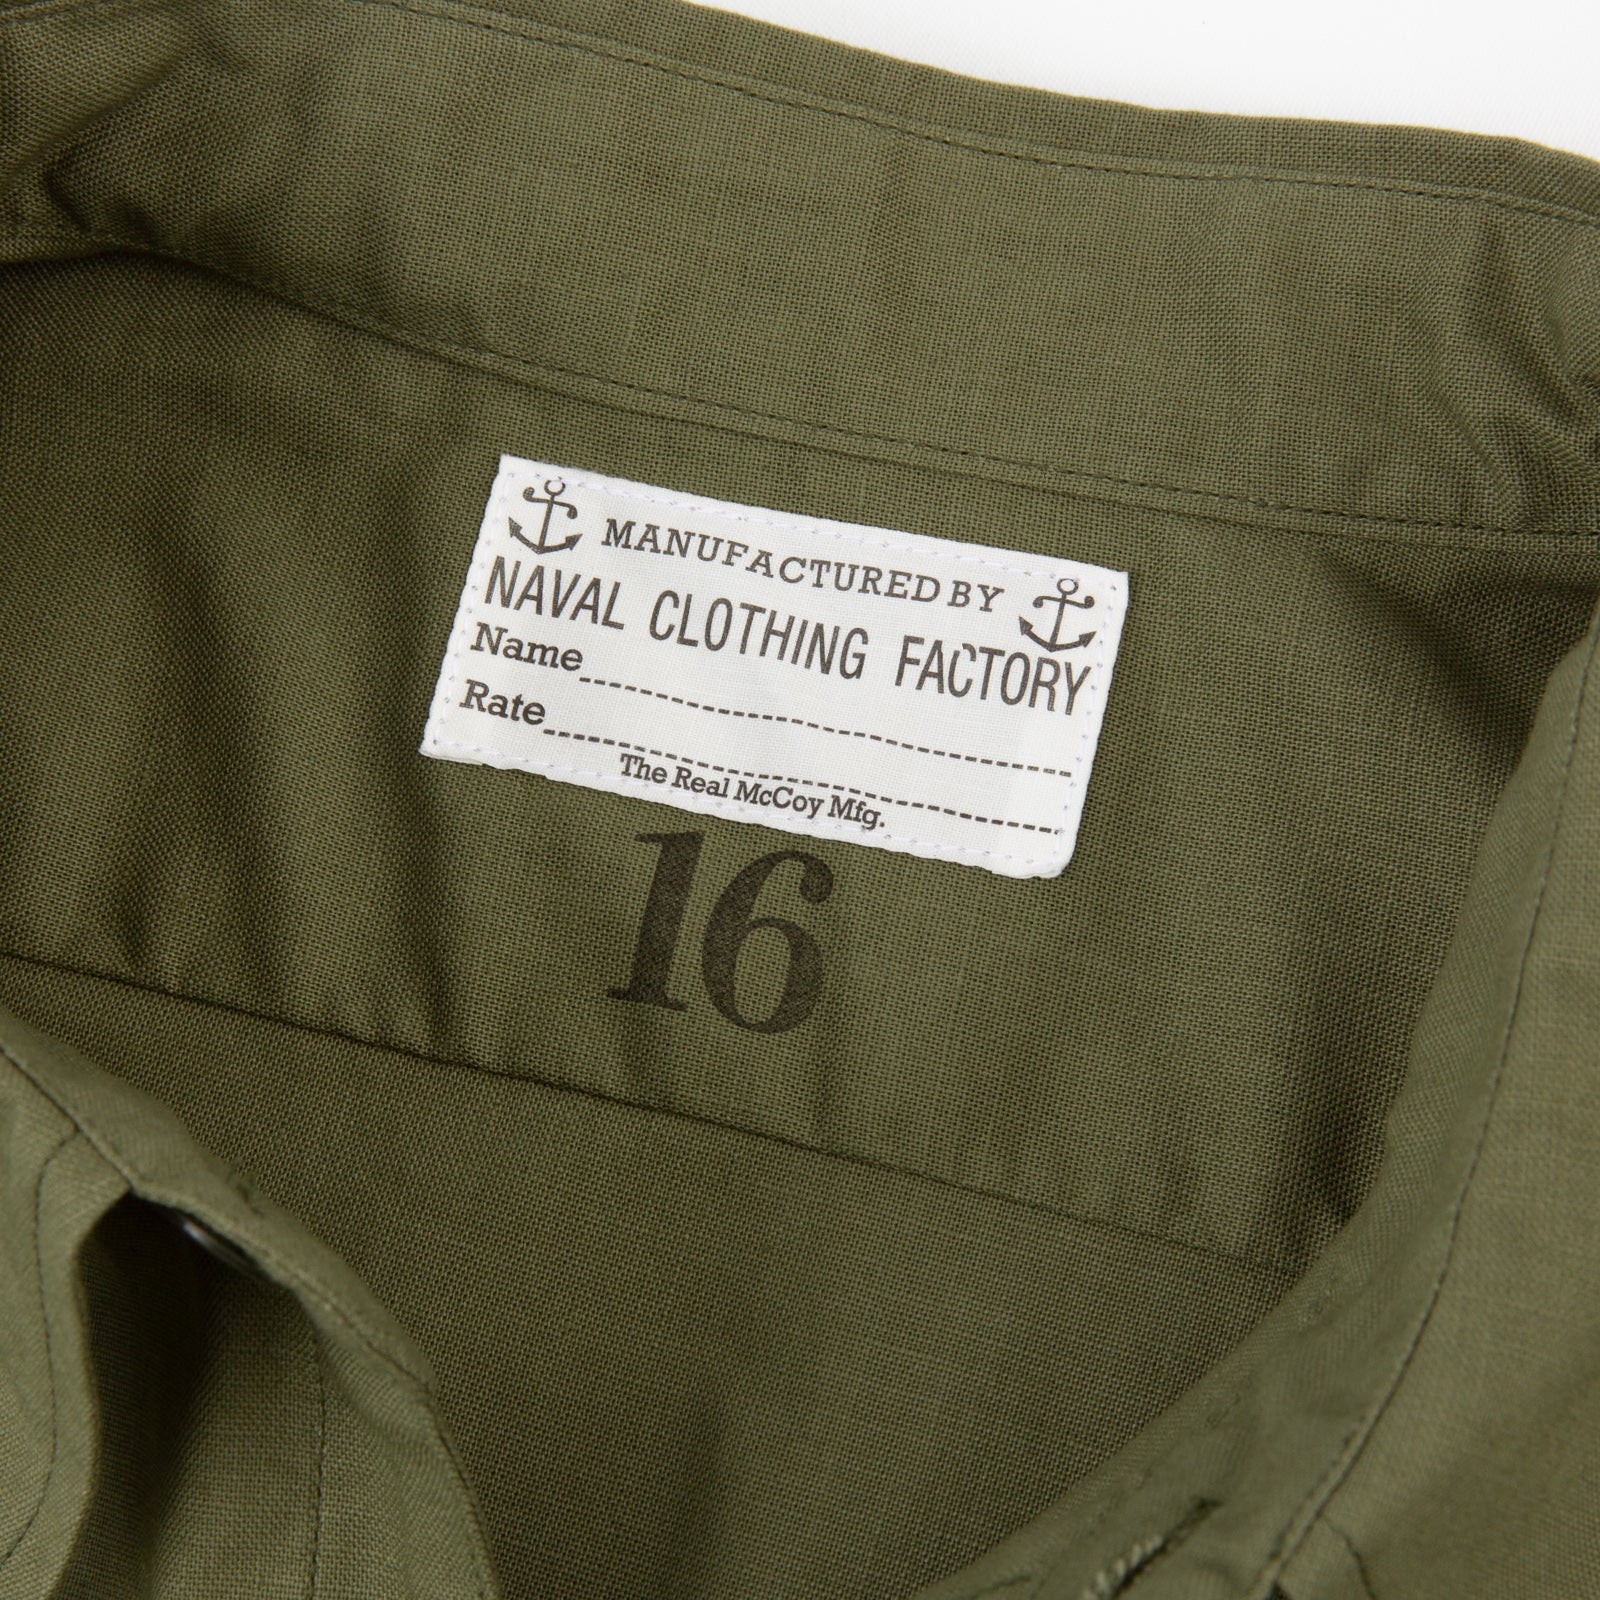 MANUFACTURED BY
NAVAL CLOTHING FACTORY
Name
Rate
The Real McCoy Mfg.
16